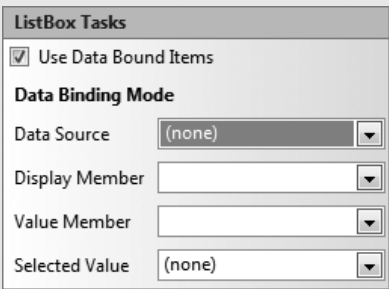 ListBox Tasks
Use Data Bound Items
Data Binding Mode
Data Source (none)
Display Member
Value Member
Selected Value (none)